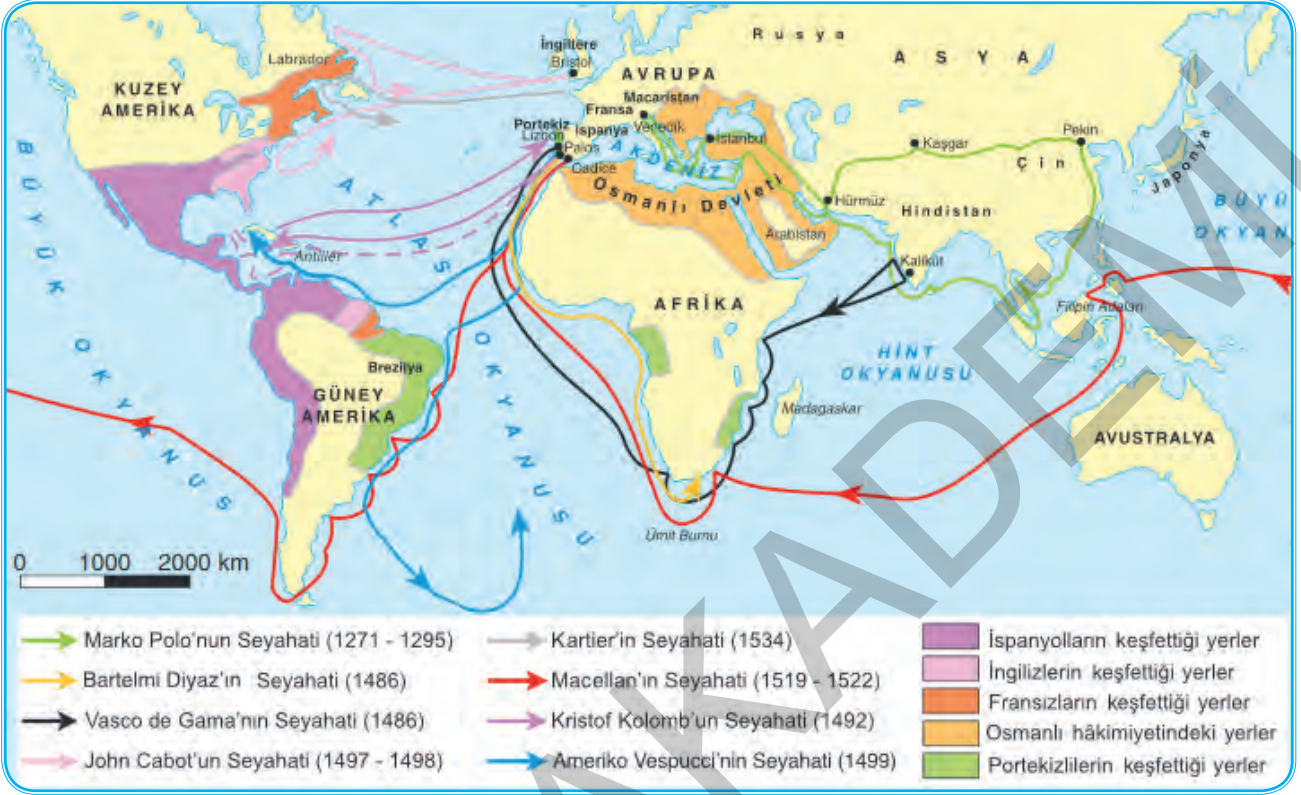 Rusya
ASYA
İngiltere
Bristol
Labrador
KUZEY
AMERİKA
AVRUPA
Macaristan
Fransa
Venedik
Portekiz
İspanya
Lizbon
Palos
Cadice
İstanbul
AKDENİZ
Kaşgar
Pekin
Çin
Japonya
Osmanlı Devleti
Hürmüz
Hindistan
Arabistan
Kaliküt
BÜYÜ
OKYAN
BÜYÜK OKYANUS
ATLAS OKYANUSU
Antiller
AFRİKA
Filipin Adaları
HİNT
OKYANUSU
Brezilya
GÜNEY
AMERİKA
Madagaskar
AVUSTRALYA
Ümit Burnu
0 1000 2000 km
Marko Polo'nun Seyahati (1271 - 1295)
Bartelmi Diyaz'ın Seyahati (1486)
Vasco de Gama'nın Seyahati (1486)
John Cabot'un Seyahati (1497 - 1498)
Kartier'in Seyahati (1534)
Macellan'ın Seyahati (1519 - 1522)
Kristof Kolomb'un Seyahati (1492)
Ameriko Vespucci'nin Seyahati (1499)
İspanyolların keşfettiği yerler
İngilizlerin keşfettiği yerler
Fransızların keşfettiği yerler
Osmanlı hâkimiyetindeki yerler
Portekizlilerin keşfettiği yerler
AKADEMİ